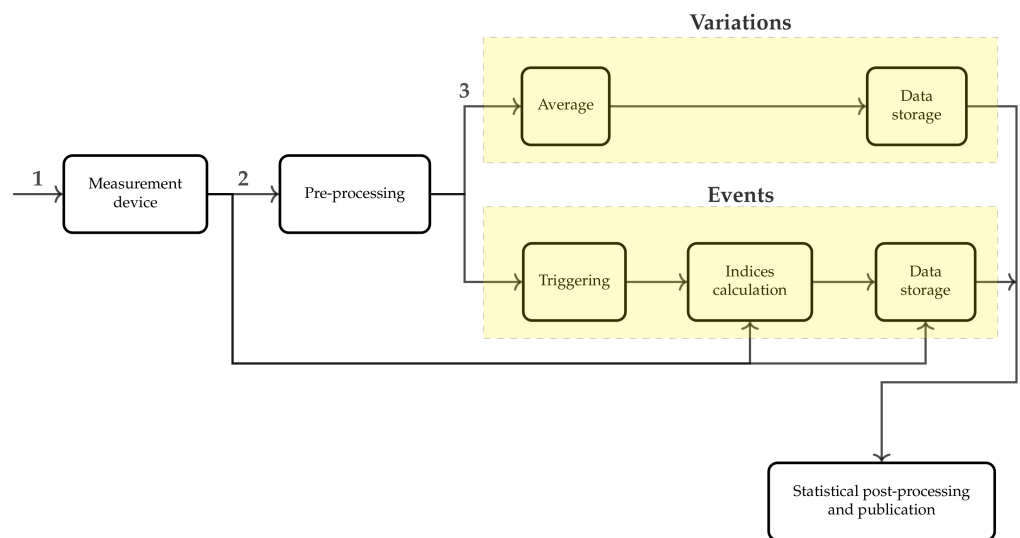 Variations
3
Average
Data
storage
1
Measurement
device
2
Pre-processing
Events
Triggering
Indices
calculation
Data
storage
Statistical post-processing
and publication